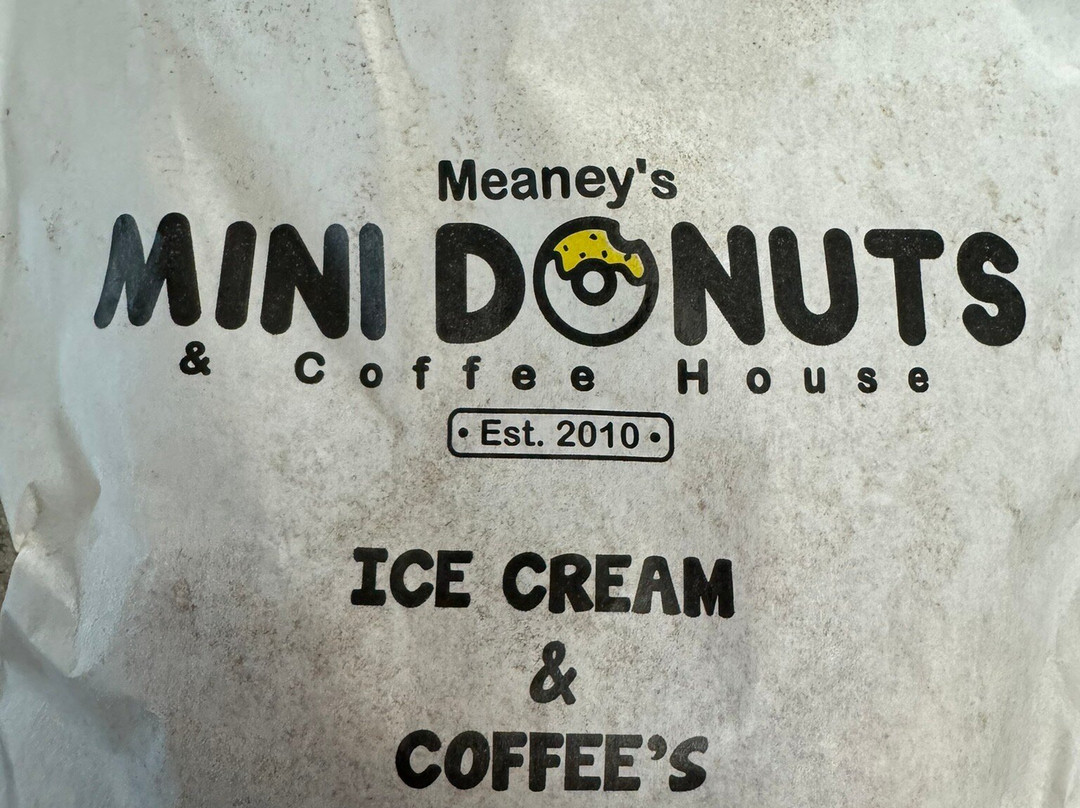 Meaney's
MINI DONUTS
& Coffee House
• Est. 2010 •
ICE CREAM
&
COFFEE'S